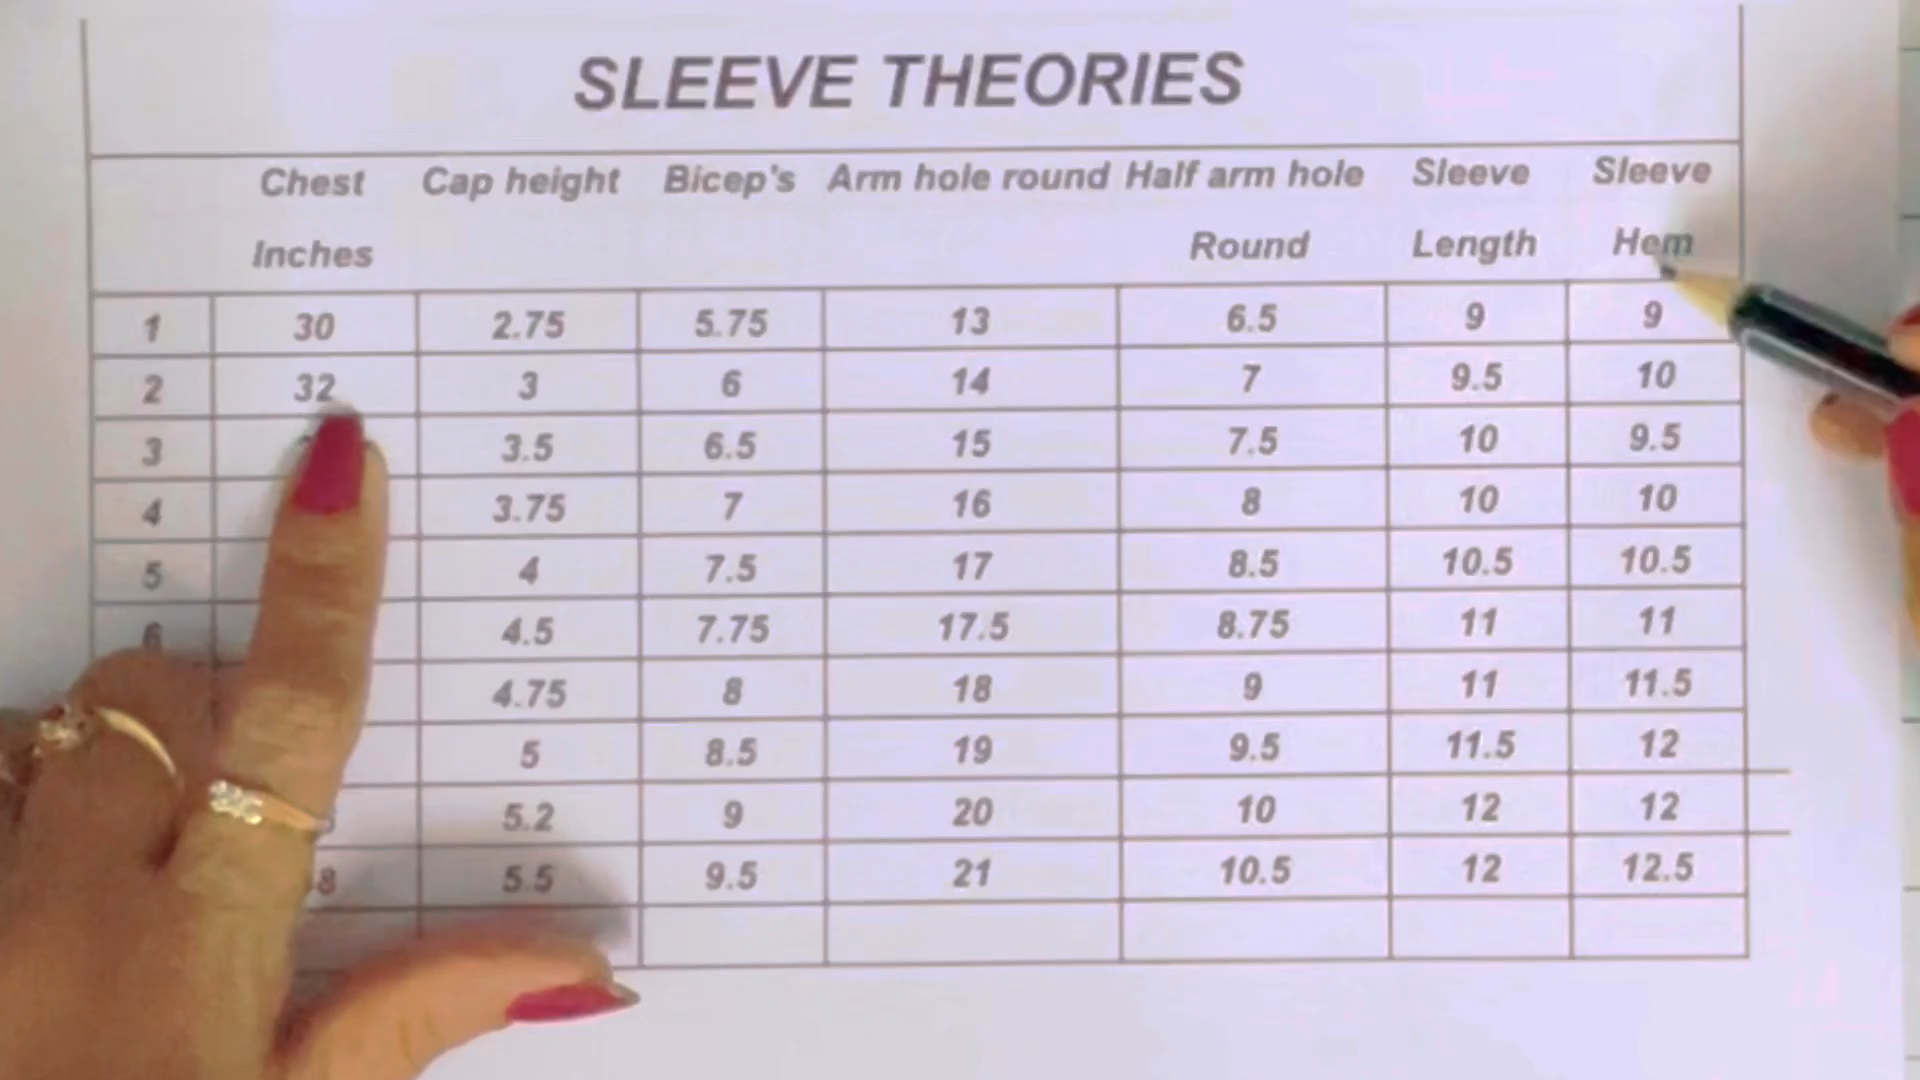 SLEEVE THEORIES
Chest Cap height Bicep's Arm hole round Half arm hole Sleeve Sleeve
Inches Round Length Hem
1 30 2.75 5.75 13 6.5 9 9
2 32 3 6 14 7 9.5 10
3 3.5 6.5 15 7.5 10 9.5
4 3.75 7 16 8 10 10
5 4 7.5 17 8.5 10.5 10.5
6 4.5 7.75 17.5 8.75 11 11
4.75 8 18 9 11 11.5
5 8.5 19 9.5 11.5 12
5.2 9 20 10 12 12
8 5.5 9.5 21 10.5 12 12.5